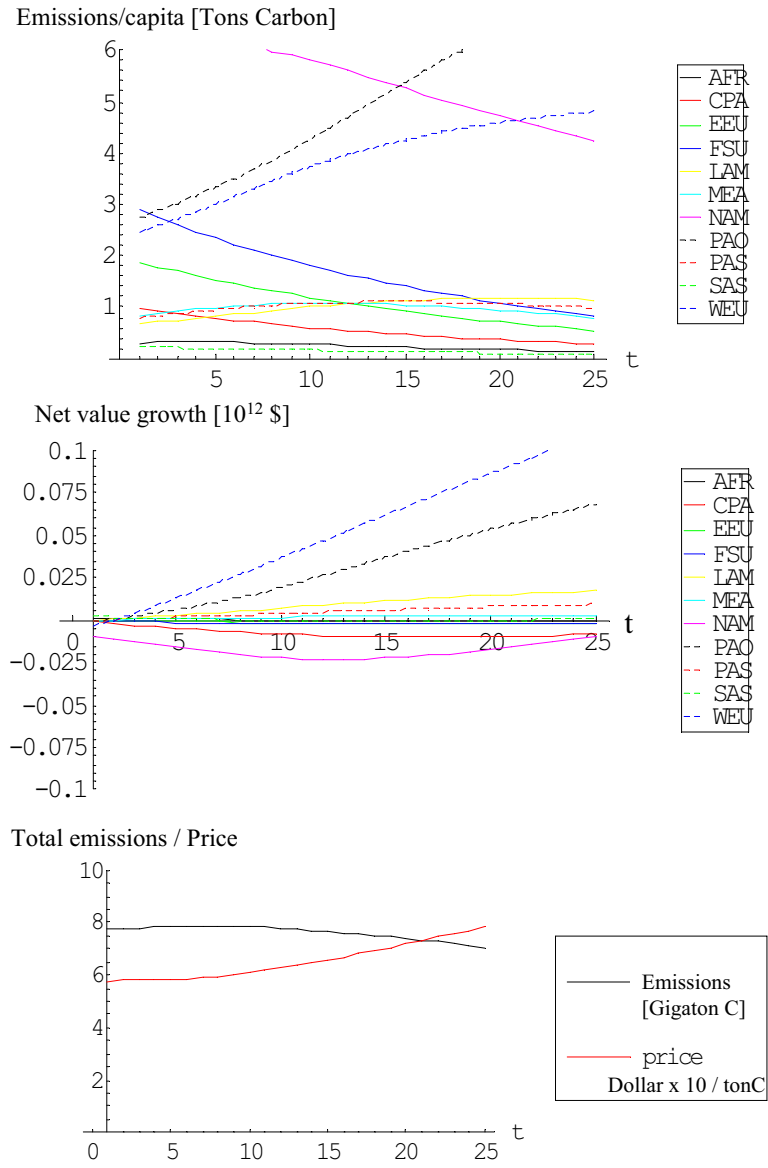 Emissions/capita [Tons Carbon]
6
5
4
3
2
1
5 10 15 20 25
t
AFR
CPA
EEU
FSU
LAM
MEA
NAM
PAO
PAS
SAS
WEU
Net value growth [10¹² $]
0.1
0.075
0.05
0.025
0 5 10 15 20 25
t
-0.025
-0.05
-0.075
-0.1
AFR
CPA
EEU
FSU
LAM
MEA
NAM
PAO
PAS
SAS
WEU
Total emissions / Price
10
8
6
4
2
0 5 10 15 20 25
t
Emissions
[Gigaton C]
price
Dollar x 10 / tonC